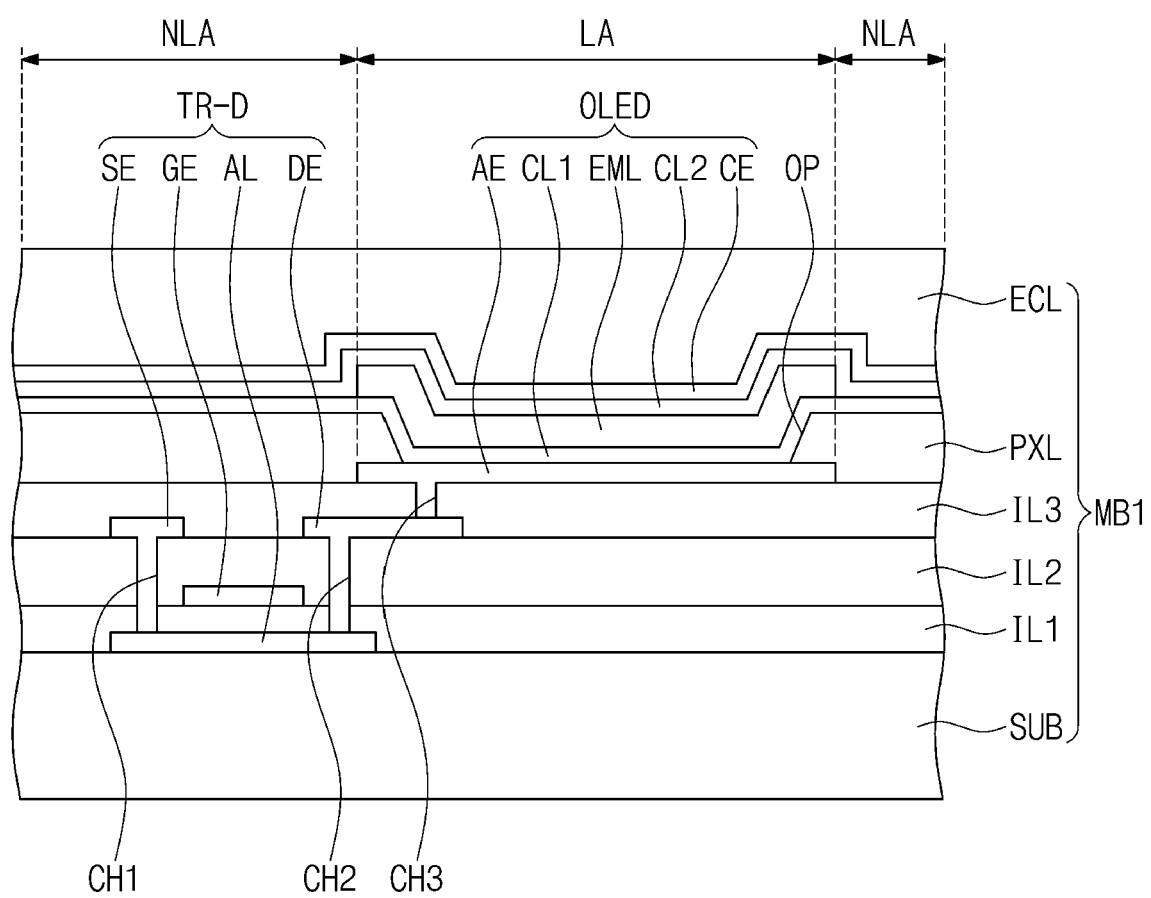 NLA LA NLA
TR-D OLED
SE GE AL DE AE CL1 EML CL2 CE OP
ECL
PXL
IL3
MB1
IL2
IL1
SUB
CH1 CH2 CH3